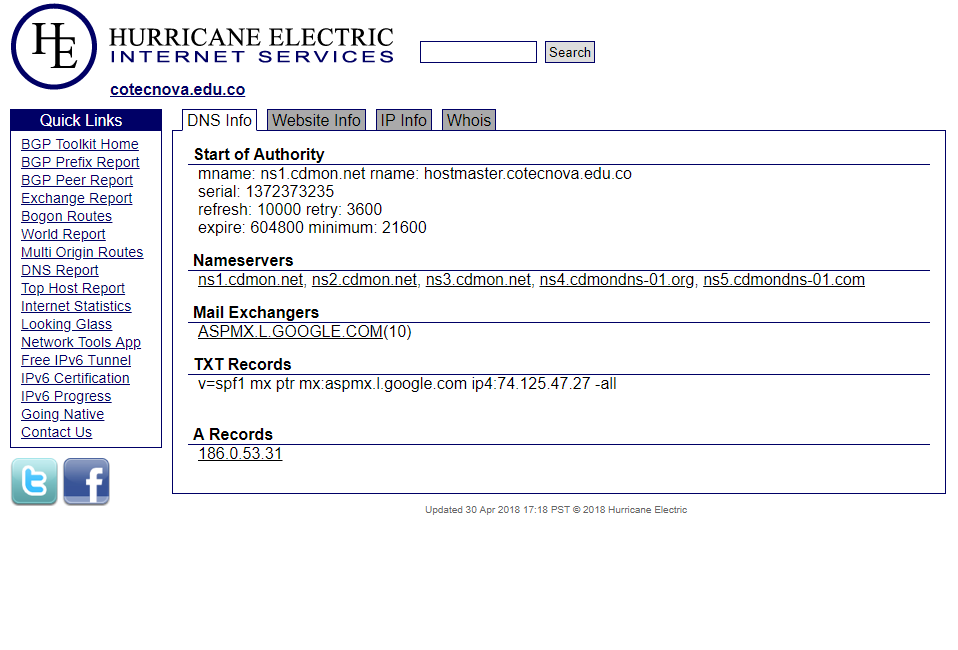 HE
HURRICANE ELECTRIC
INTERNET SERVICES
Search
cotecnova.edu.co
Quick Links
BGP Toolkit Home
BGP Prefix Report
BGP Peer Report
Exchange Report
Bogon Routes
World Report
Multi Origin Routes
DNS Report
Top Host Report
Internet Statistics
Looking Glass
Network Tools App
Free IPv6 Tunnel
IPv6 Certification
IPv6 Progress
Going Native
Contact Us
DNS Info Website Info IP Info Whois
Start of Authority
mname: ns1.cdmon.net rname: hostmaster.cotecnova.edu.co
serial: 1372373235
refresh: 10000 retry: 3600
expire: 604800 minimum: 21600
Nameservers
ns1.cdmon.net, ns2.cdmon.net, ns3.cdmon.net, ns4.cdmondns-01.org, ns5.cdmondns-01.com
Mail Exchangers
ASPMX.L.GOOGLE.COM(10)
TXT Records
v=spf1 mx ptr mx:aspmx.l.google.com ip4:74.125.47.27 -all
A Records
186.0.53.31
Updated 30 Apr 2018 17:18 PST © 2018 Hurricane Electric